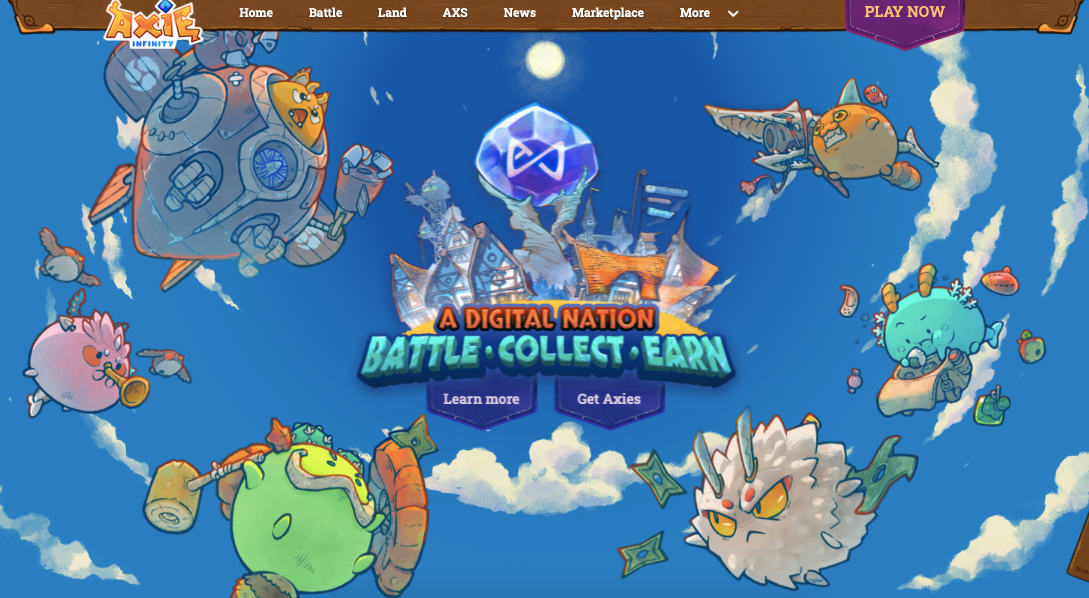 AXIE
INFINITY
Home
Battle
Land
AXS
News
Marketplace
More
PLAY NOW
A DIGITAL NATION
BATTLE · COLLECT · EARN
Learn more
Get Axies